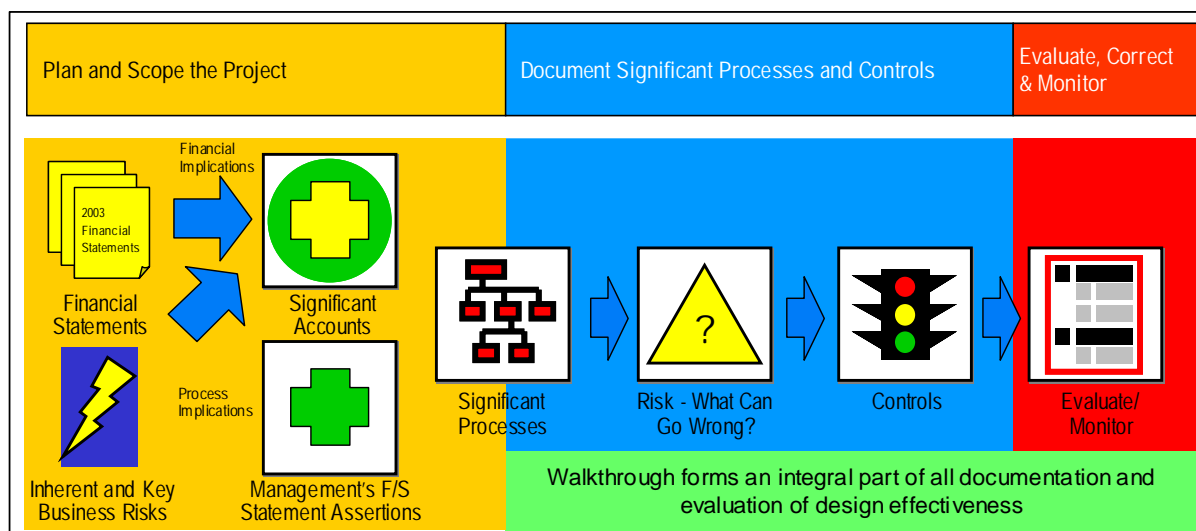 Plan and Scope the Project
Document Significant Processes and Controls
Evaluate, Correct
& Monitor
Financial
Implications
2003
Financial
Statements
Financial
Statements
Significant
Accounts
?
Process
Implications
Significant
Processes
Risk - What Can
Go Wrong?
Controls
Evaluate/
Monitor
Inherent and Key
Business Risks
Management's F/S
Statement Assertions
Walkthrough forms an integral part of all documentation and
evaluation of design effectiveness